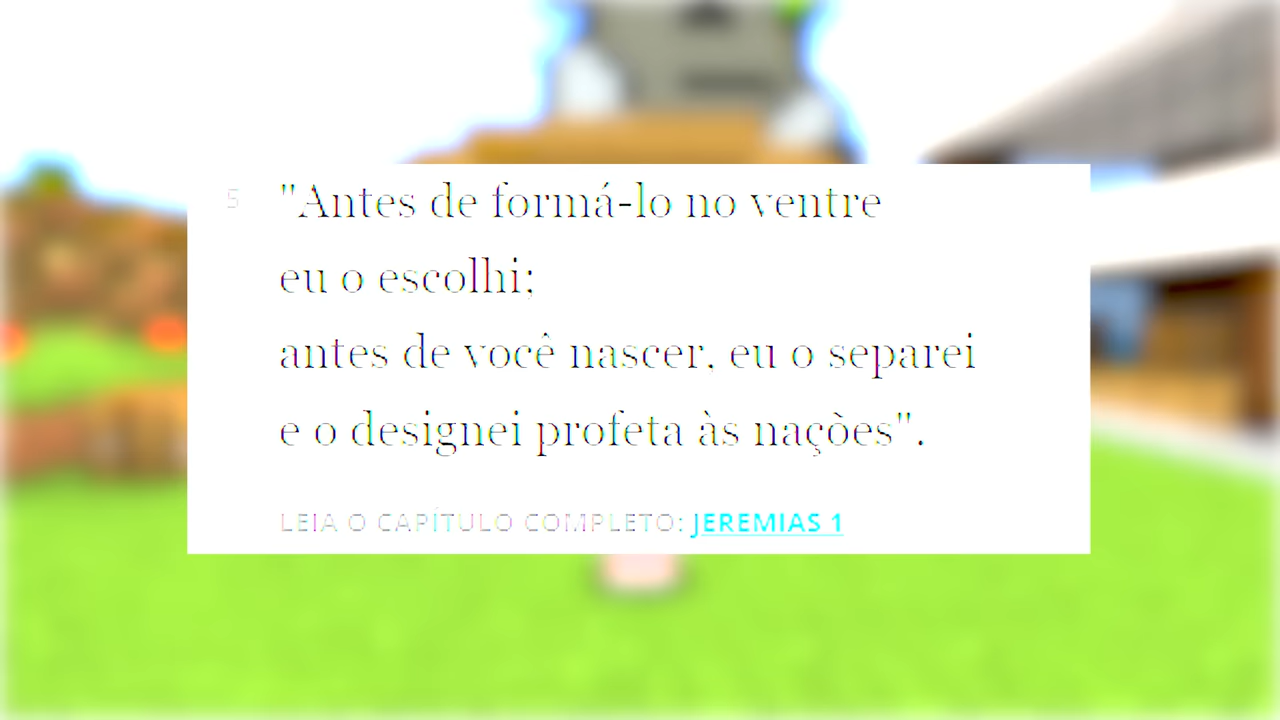 5 "Antes de formá-lo no ventre
eu o escolhi;
antes de você nascer, eu o separei
e o designei profeta às nações".
LEIA O CAPÍTULO COMPLETO: JEREMIAS 1